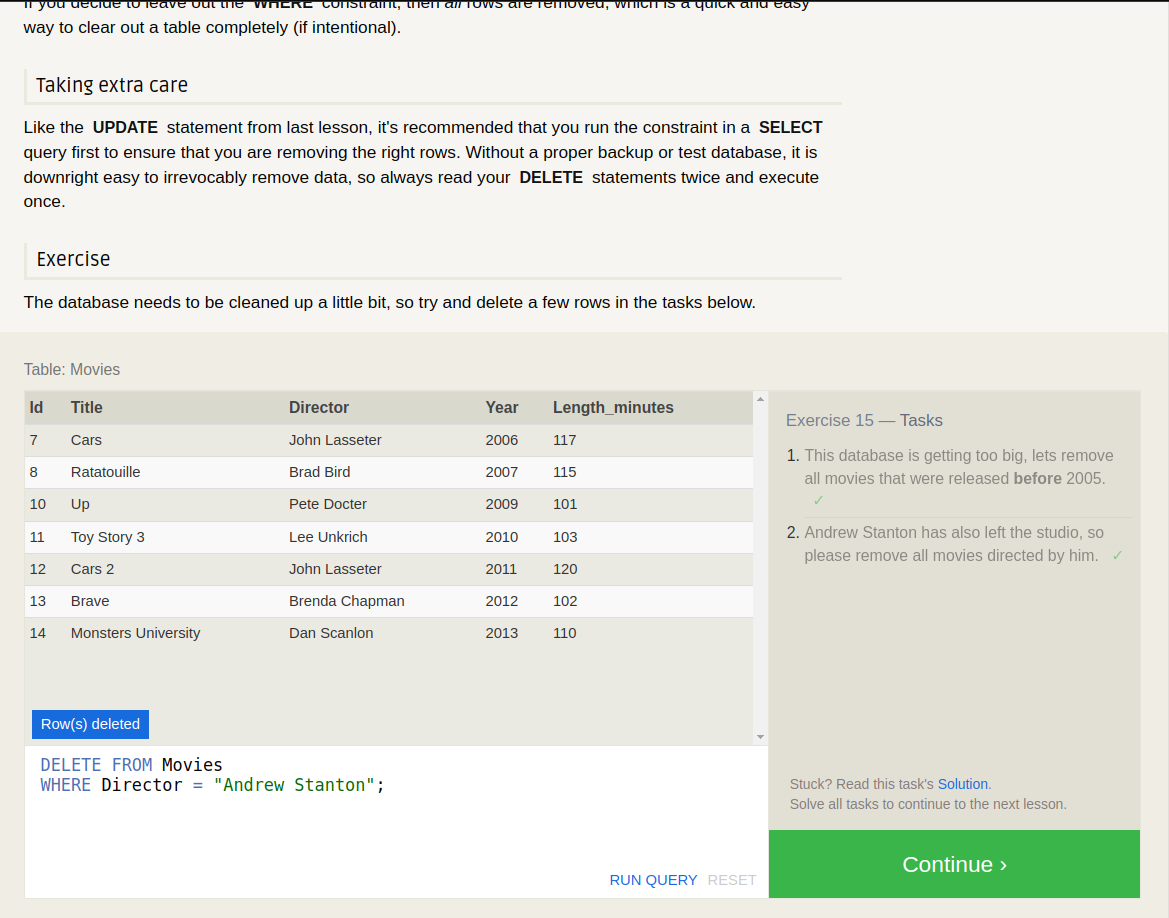 If you decide to leave out the WHERE constraint, then all rows are removed, which is a quick and easy
way to clear out a table completely (if intentional).
Taking extra care
Like the UPDATE statement from last lesson, it's recommended that you run the constraint in a SELECT
query first to ensure that you are removing the right rows. Without a proper backup or test database, it is
downright easy to irrevocably remove data, so always read your DELETE statements twice and execute
once.
Exercise
The database needs to be cleaned up a little bit, so try and delete a few rows in the tasks below.
Table: Movies
Id Title Director Year Length_minutes
7 Cars John Lasseter 2006 117
8 Ratatouille Brad Bird 2007 115
10 Up Pete Docter 2009 101
11 Toy Story 3 Lee Unkrich 2010 103
12 Cars 2 John Lasseter 2011 120
13 Brave Brenda Chapman 2012 102
14 Monsters University Dan Scanlon 2013 110
Row(s) deleted
DELETE FROM Movies
WHERE Director = "Andrew Stanton";
RUN QUERY RESET
Exercise 15 — Tasks
1. This database is getting too big, lets remove
all movies that were released before 2005.
✓
2. Andrew Stanton has also left the studio, so
please remove all movies directed by him. ✓
Stuck? Read this task's Solution.
Solve all tasks to continue to the next lesson.
Continue ›